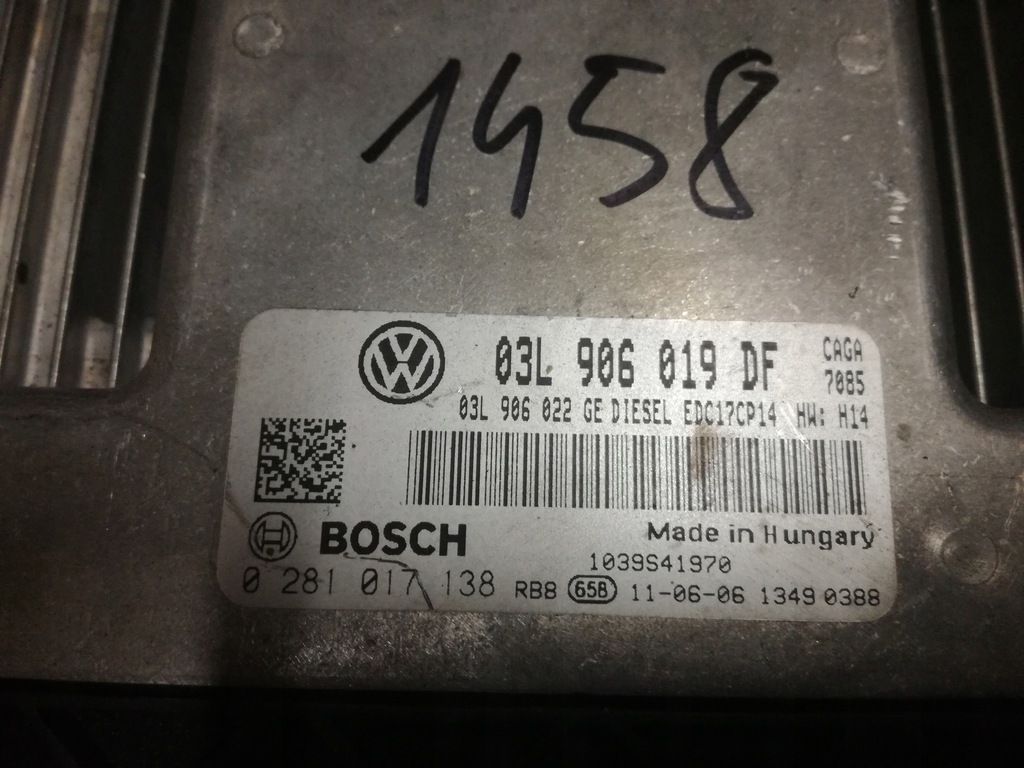 1458
03L 906 019 DF
CAGA
7085
03L 906 022 GE DIESEL EDC17CP14 HW: H14
BOSCH
Made in Hungary
1039S41970
0 281 017 138 RB8 65B 11-06-06 1349 0388